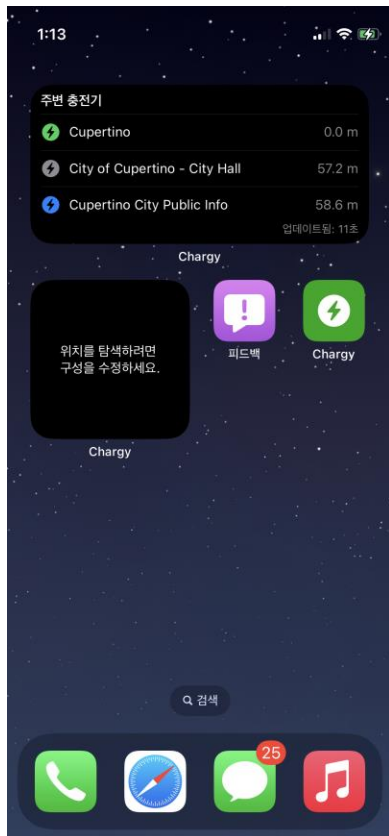 1:13
주변 충전기
Cupertino 0.0 m
City of Cupertino - City Hall 57.2 m
Cupertino City Public Info 58.6 m
업데이트됨: 11초
Chargy
위치를 탐색하려면
구성을 수정하세요.
Chargy
피드백
Chargy
검색
25